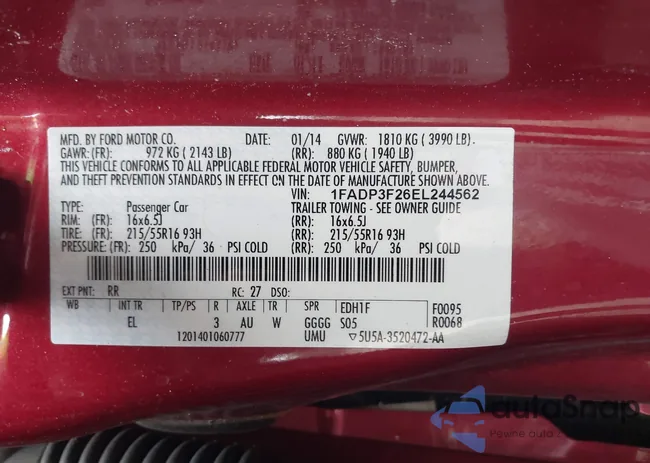 MFD. BY FORD MOTOR CO. DATE: 01/14 GVWR: 1810 KG ( 3990 LB).
GAWR: (FR): 972 KG ( 2143 LB) (RR): 880 KG ( 1940 LB)
THIS VEHICLE CONFORMS TO ALL APPLICABLE FEDERAL MOTOR VEHICLE SAFETY, BUMPER,
AND THEFT PREVENTION STANDARDS IN EFFECT ON THE DATE OF MANUFACTURE SHOWN ABOVE.
VIN: 1FADP3F26EL244562
TYPE: Passenger Car TRAILER TOWING - SEE OWNER GUIDE
RIM: (FR): 16x6.5J (RR): 16x6.5J
TIRE: (FR): 215/55R16 93H (RR): 215/55R16 93H
PRESSURE: (FR): 250 kPa/ 36 PSI COLD (RR): 250 kPa/ 36 PSI COLD
EXT PNT: RR RC: 27 DSO:
WB INT TR TP/PS R AXLE TR SPR EDH1F F0095
EL 3 AU W GGGG S05 R0068
1201401060777 UMU ▽5U5A-3520472-AA
autoSnap
Pewne auto